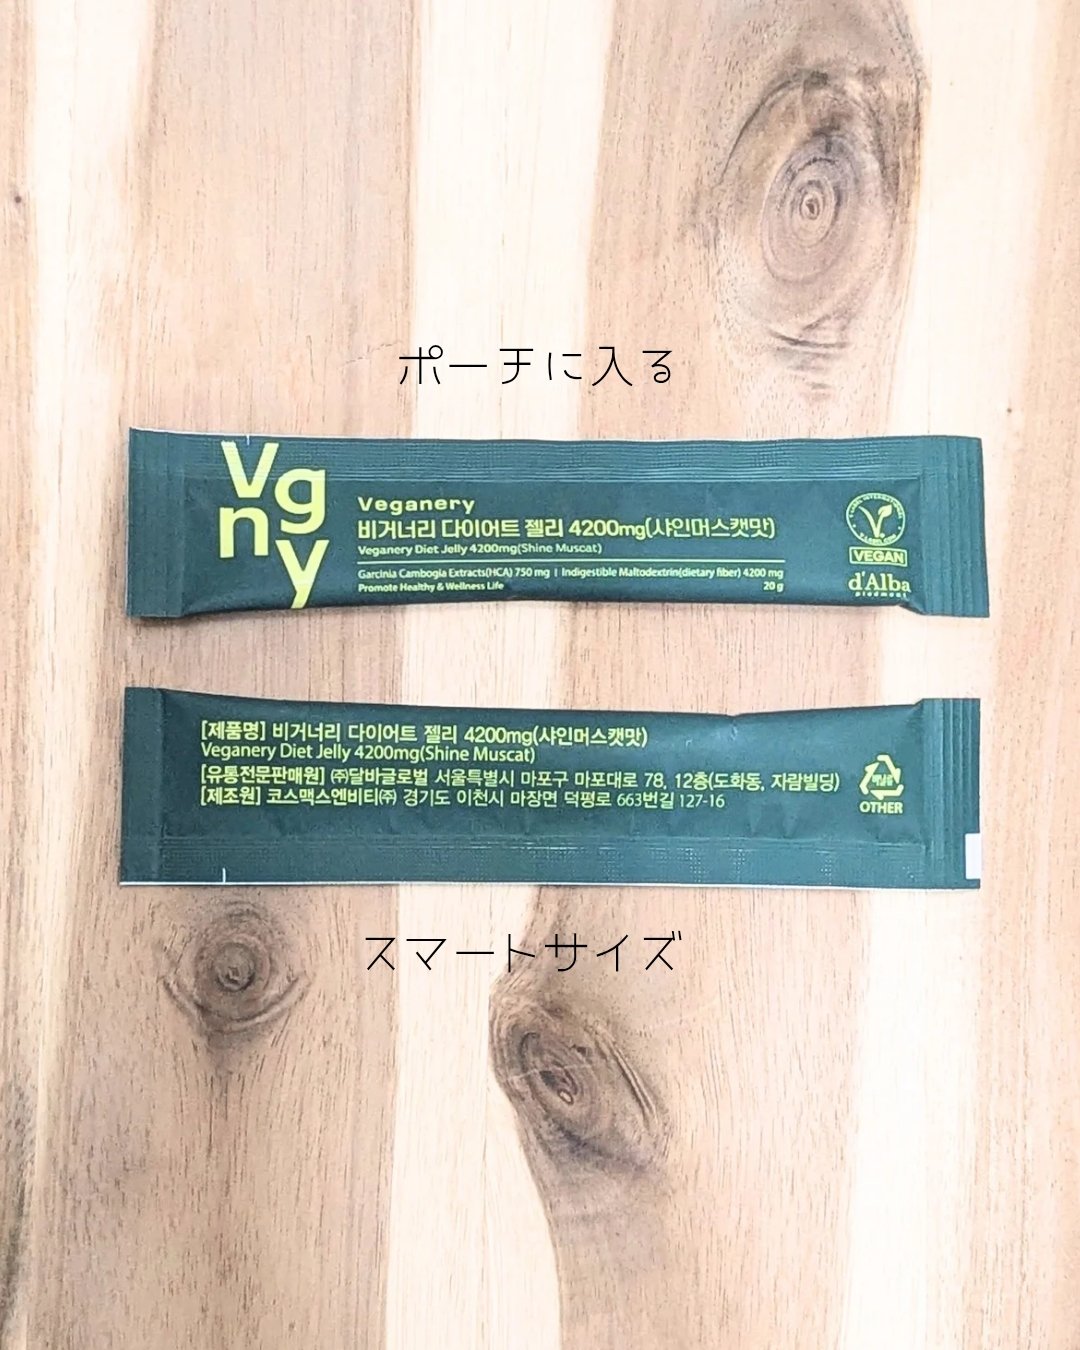 ポーチに入る
Vg
ny
Veganery
비거너리 다이어트 젤리 4200mg(샤인머스캣맛)
Veganery Diet Jelly 4200mg(Shine Muscat)
Garcinia Cambogia Extracts(HCA) 750 mg | Indigestible Maltodextrin(dietary fiber) 4200 mg
Promote Healthy & Wellness Life
20 g
VEGAN
d'Alba
piedmont
[제품명] 비거너리 다이어트 젤리 4200mg(샤인머스캣맛)
Veganery Diet Jelly 4200mg(Shine Muscat)
[유통전문판매원] ㈜달바글로벌 서울특별시 마포구 마포대로 78, 12층(도화동, 자람빌딩)
[제조원] 코스맥스엔비티㈜ 경기도 이천시 마장면 덕평로 663번길 127-16
OTHER
スマートサイズ